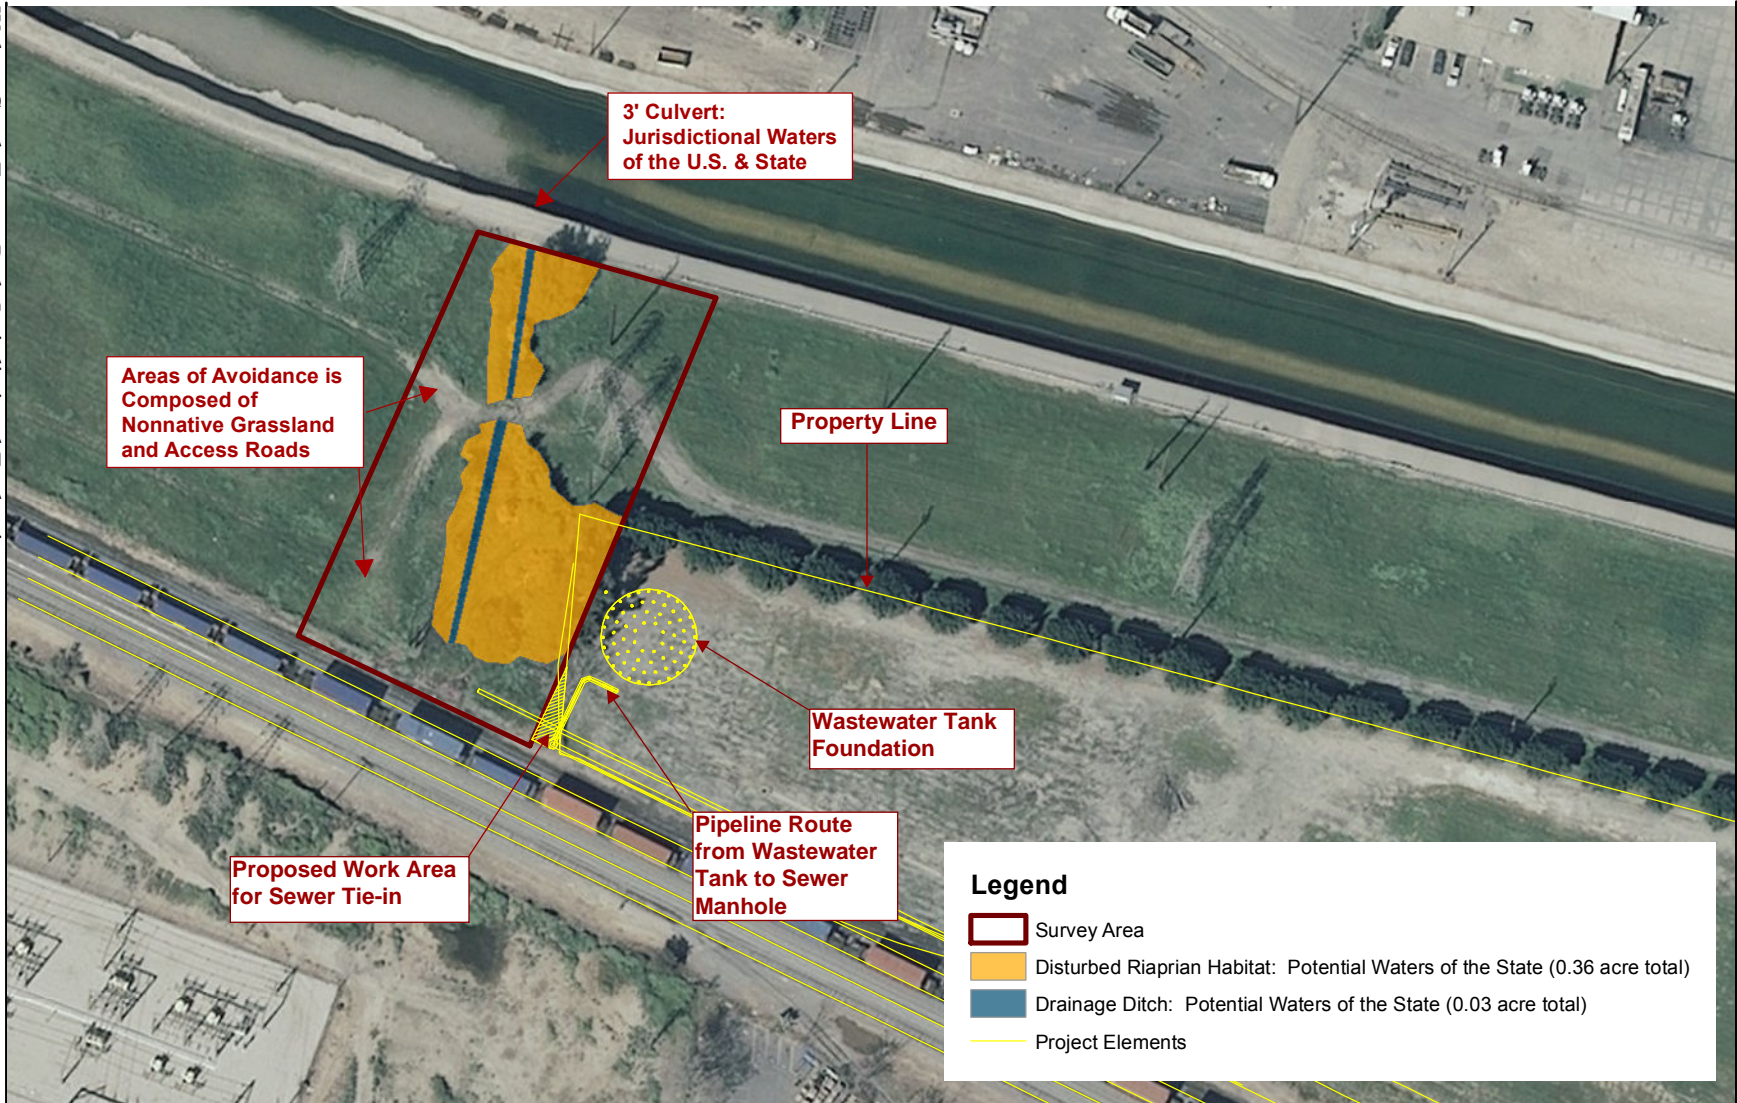 3' Culvert:
Jurisdictional Waters
of the U.S. & State
Areas of Avoidance is
Composed of
Nonnative Grassland
and Access Roads
Property Line
Wastewater Tank
Foundation
Pipeline Route
from Wastewater
Tank to Sewer
Manhole
Proposed Work Area
for Sewer Tie-in
Legend
Survey Area
Disturbed Riaprian Habitat: Potential Waters of the State (0.36 acre total)
Drainage Ditch: Potential Waters of the State (0.03 acre total)
Project Elements